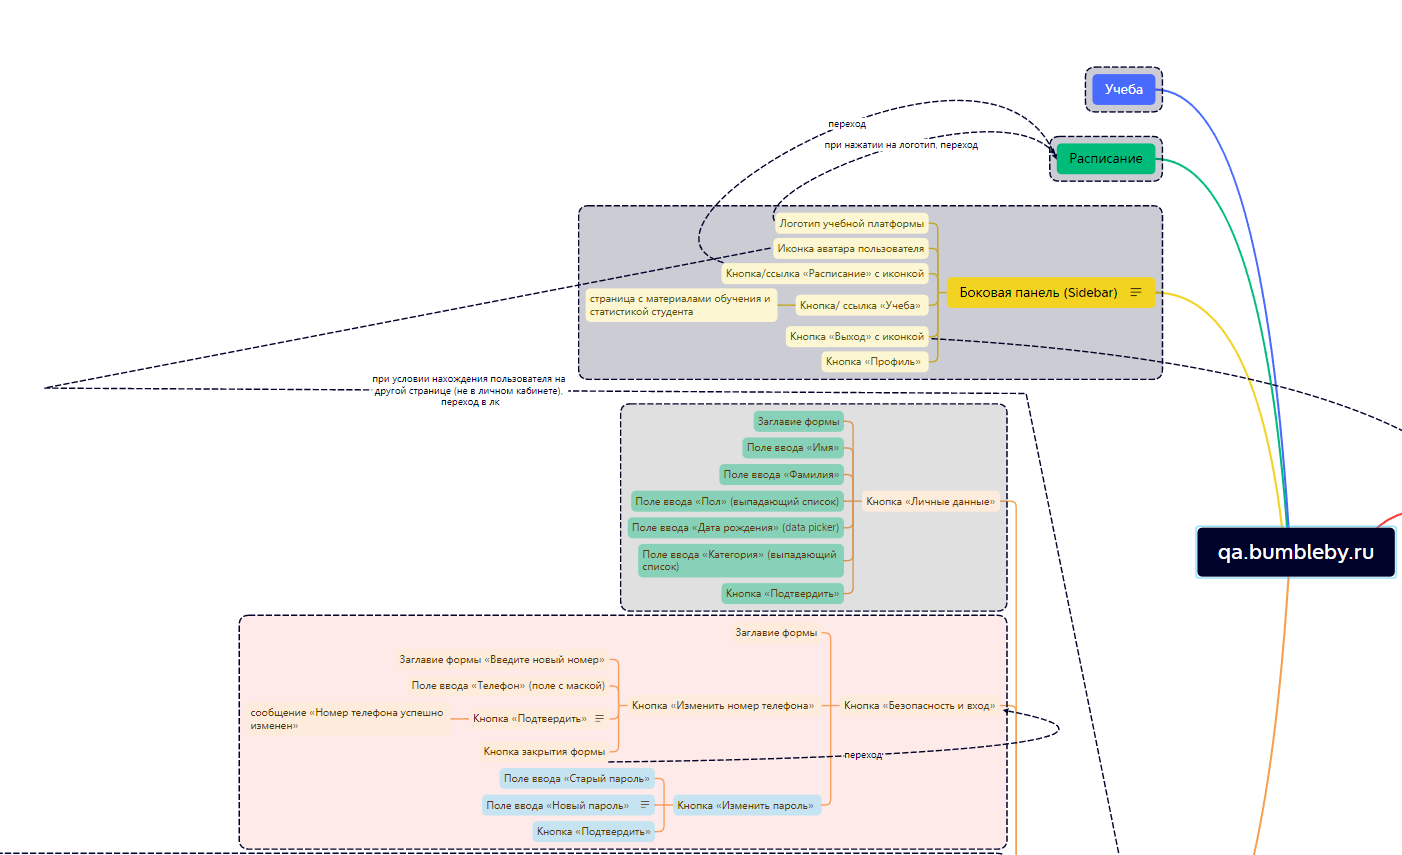 Учеба
переход
при нажатии на логотип, переход
Расписание
Логотип учебной платформы
Иконка аватара пользователя
Кнопка/ссылка «Расписание» с иконкой
страница с материалами обучения и
статистикой студента
Кнопка/ ссылка «Учеба»
Боковая панель (Sidebar)
Кнопка «Выход» с иконкой
Кнопка «Профиль»
при условии нахождения пользователя на
другой странице (не в личном кабинете),
переход в лк
Заглавие формы
Поле ввода «Имя»
Поле ввода «Фамилия»
Поле ввода «Пол» (выпадающий список)
Кнопка «Личные данные»
Поле ввода «Дата рождения» (data picker)
Поле ввода «Категория» (выпадающий
список)
Кнопка «Подтвердить»
qa.bumbleby.ru
Заглавие формы
Заглавие формы «Введите новый номер»
Поле ввода «Телефон» (поле с маской)
Кнопка «Изменить номер телефона»
Кнопка «Безопасность и вход»
сообщение «Номер телефона успешно
изменен»
Кнопка «Подтвердить»
Кнопка закрытия формы
переход
Поле ввода «Старый пароль»
Поле ввода «Новый пароль»
Кнопка «Изменить пароль»
Кнопка «Подтвердить»